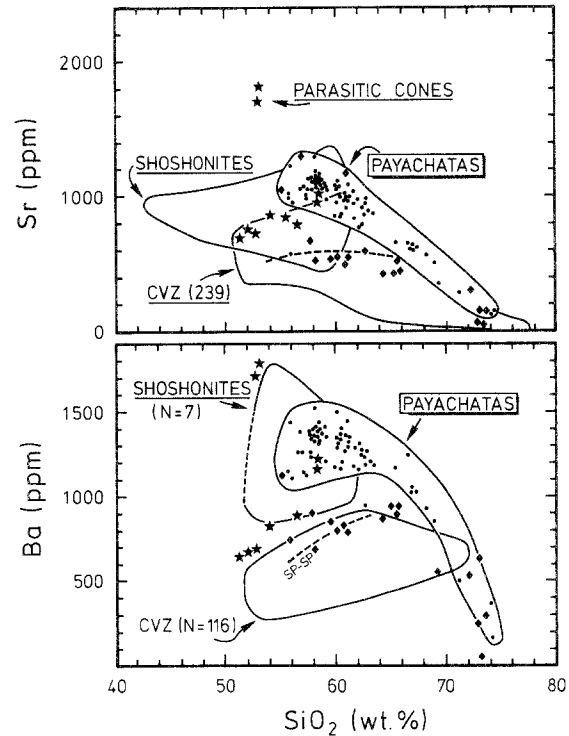 Sr (ppm)
2000
1000
0
PARASITIC CONES
SHOSHONITES
PAYACHATAS
CVZ (239)
Ba (ppm)
1500
1000
500
SHOSHONITES
(N=7)
PAYACHATAS
SP-SP
CVZ (N=116)
40 50 60 70 80
SiO₂ (wt.%)